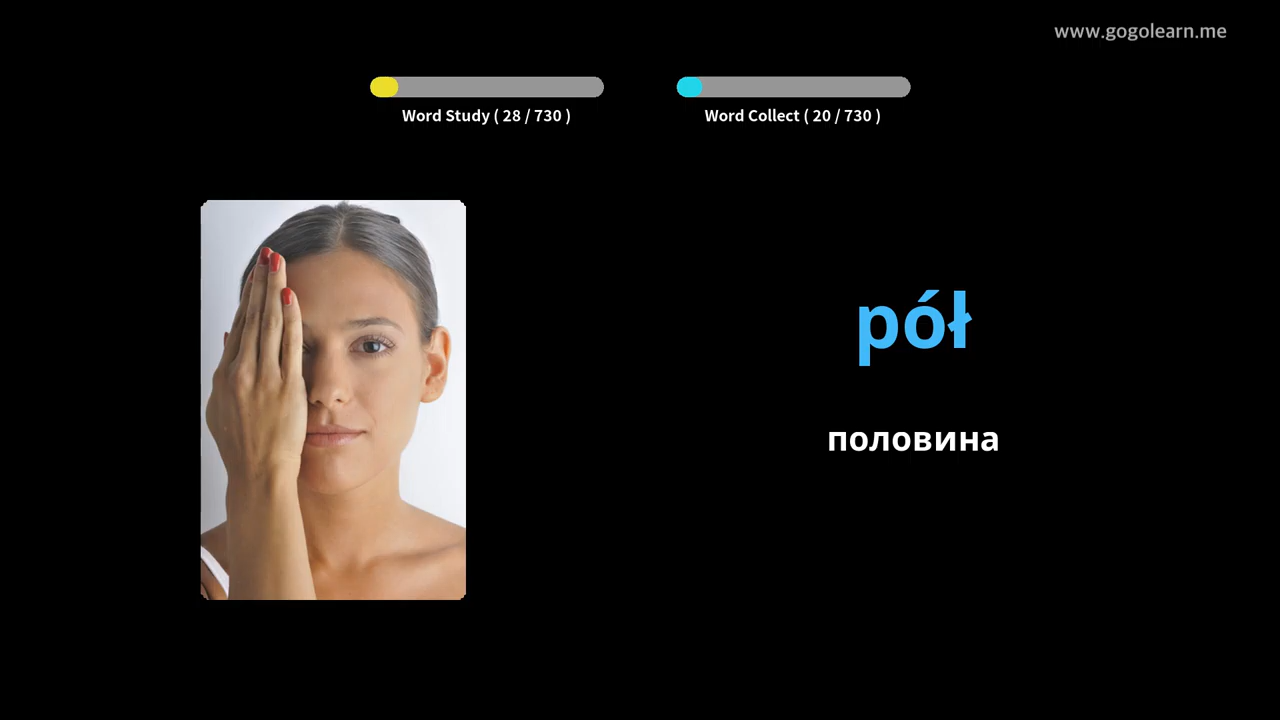 www.gogolearn.me
Word Study ( 28 / 730 )
Word Collect ( 20 / 730 )
pół
половина